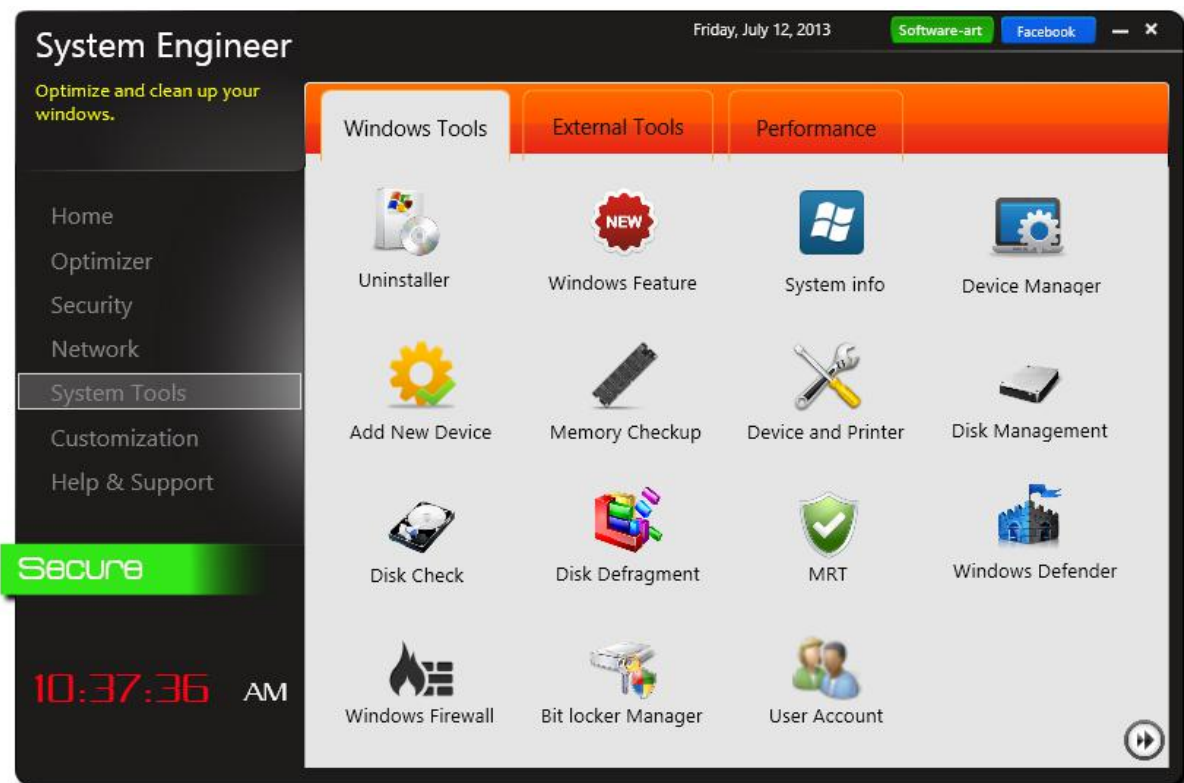 System Engineer
Friday, July 12, 2013
Software-art
Facebook
Optimize and clean up your
windows.
Windows Tools
External Tools
Performance
Home
Optimizer
Security
Network
System Tools
Customization
Help & Support
Secure
10:37:36 AM
NEW
Uninstaller
Windows Feature
System info
Device Manager
Add New Device
Memory Checkup
Device and Printer
Disk Management
Disk Check
Disk Defragment
MRT
Windows Defender
Windows Firewall
Bit locker Manager
User Account